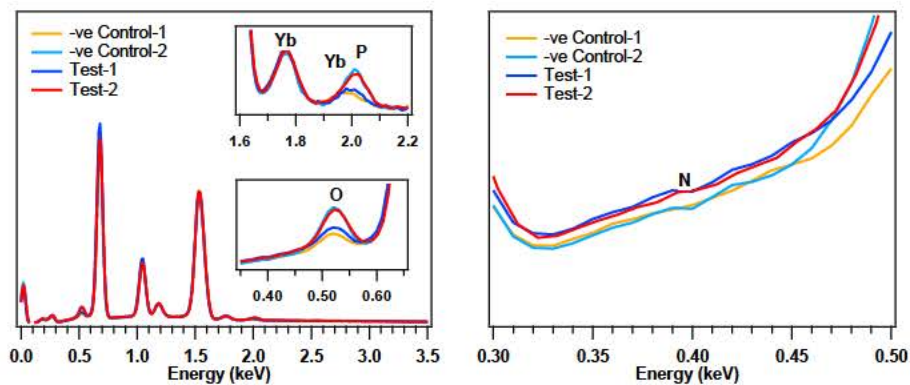 -ve Control-1
-ve Control-2
Test-1
Test-2
Yb
Yb P
1.6 1.8 2.0 2.2
O
0.40 0.50 0.60
0.0 0.5 1.0 1.5 2.0 2.5 3.0 3.5
Energy (keV)
-ve Control-1
-ve Control-2
Test-1
Test-2
N
0.30 0.35 0.40 0.45 0.50
Energy (keV)